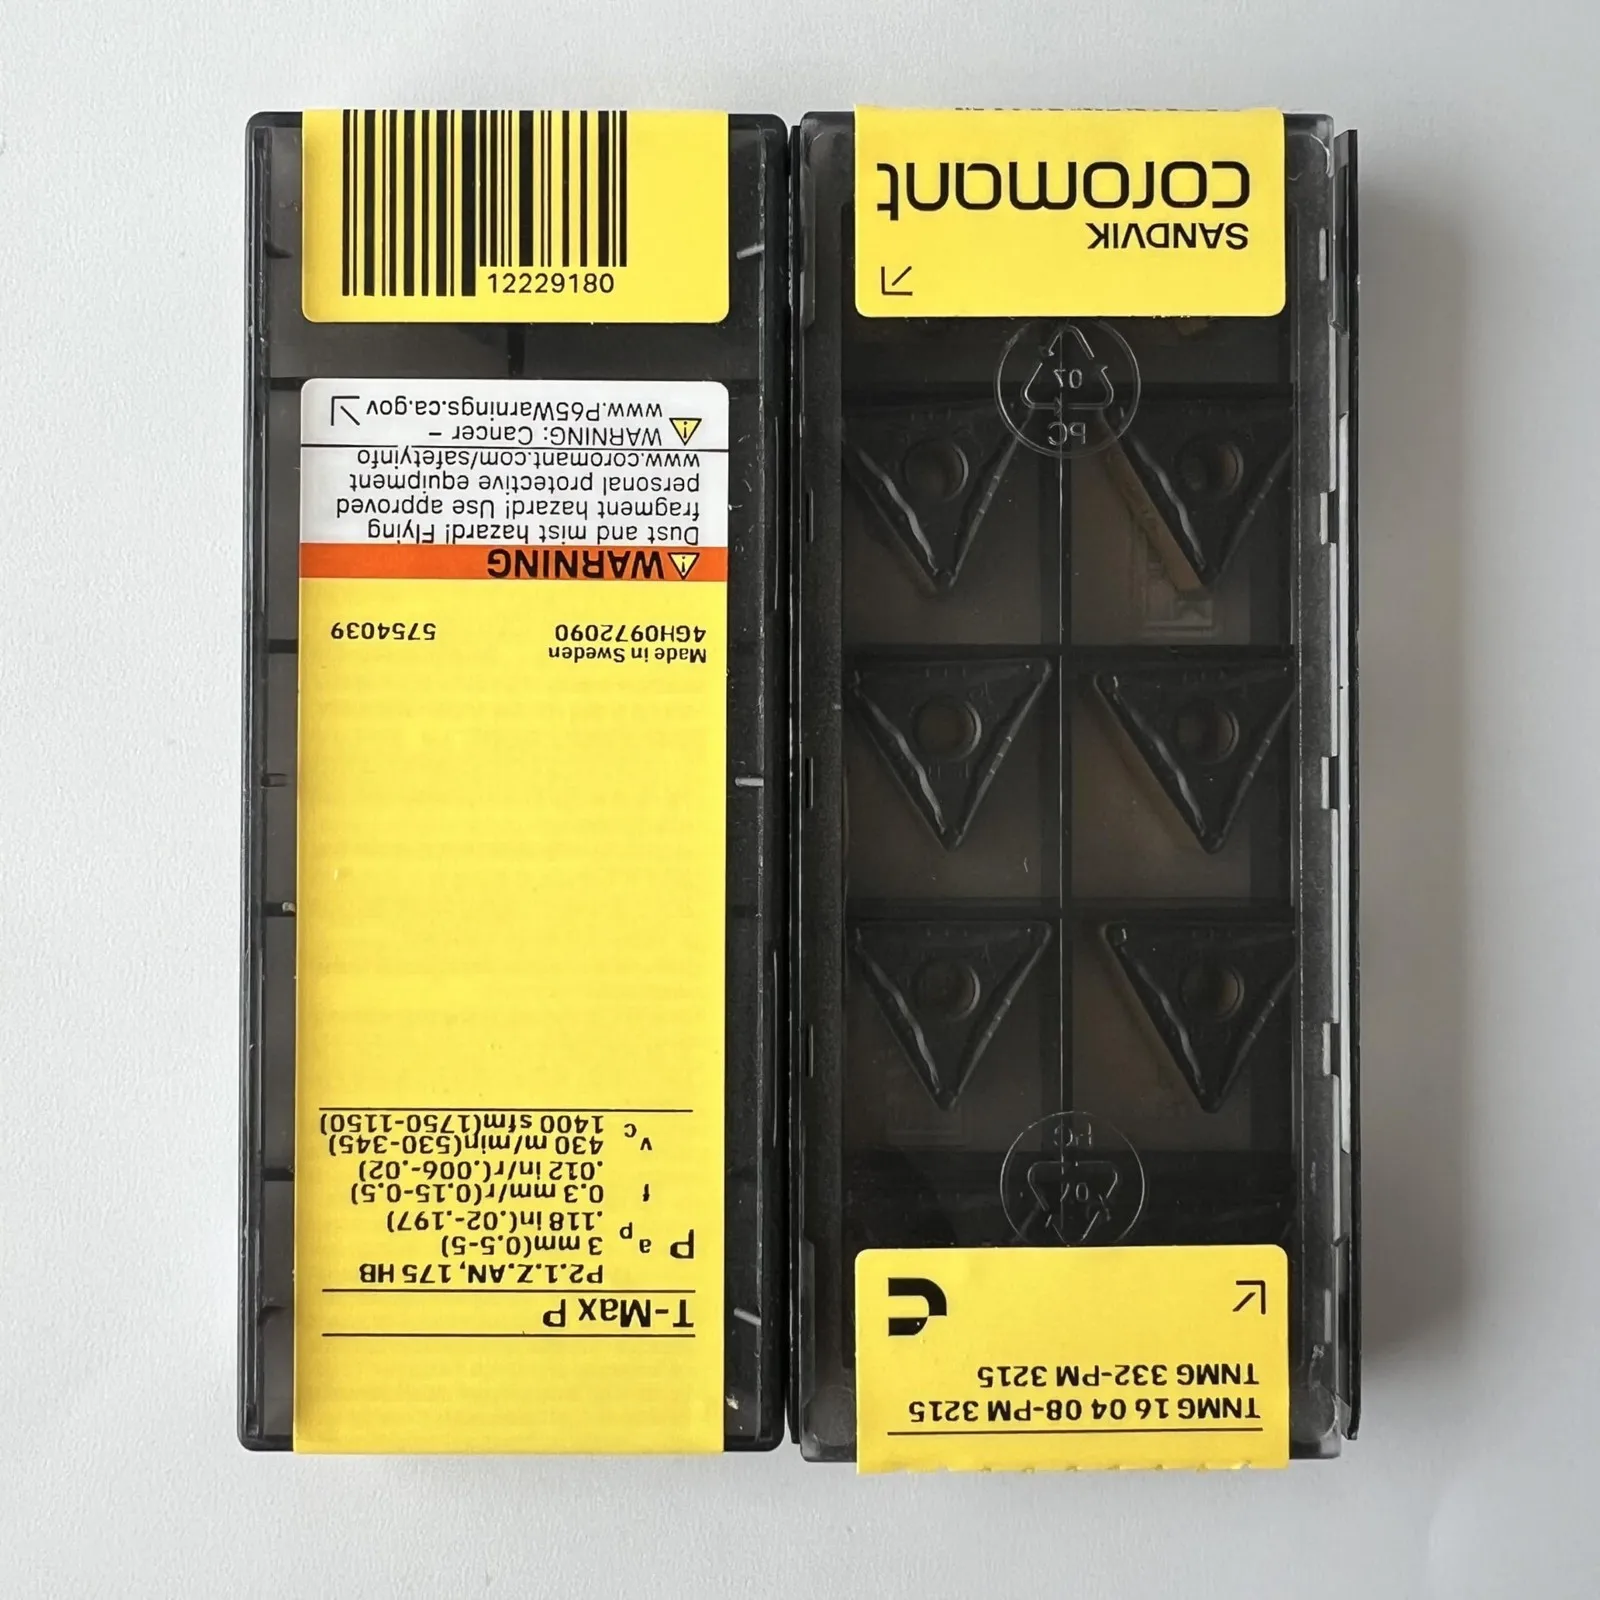 T-Max P
P2.1.Z.AN, 175 HB
P ap 3 mm(0.5-5)
.118 in(.02-.197)
f 0.3 mm/r(0.15-0.5)
.012 in/r(.006-.02)
vc 430 m/min(530-345)
1400 sfm(1750-1150)
Made in Sweden
4GH0972090 5754039
WARNING
Dust and mist hazard! Flying
fragment hazard! Use approved
personal protective equipment
www.coromant.com/safetyinfo
WARNING: Cancer –
www.P65Warnings.ca.gov
12229180
TNMG 16 04 08-PM 3215
TNMG 332-PM 3215
07
PC
07
PC
SANDVIK
coromant